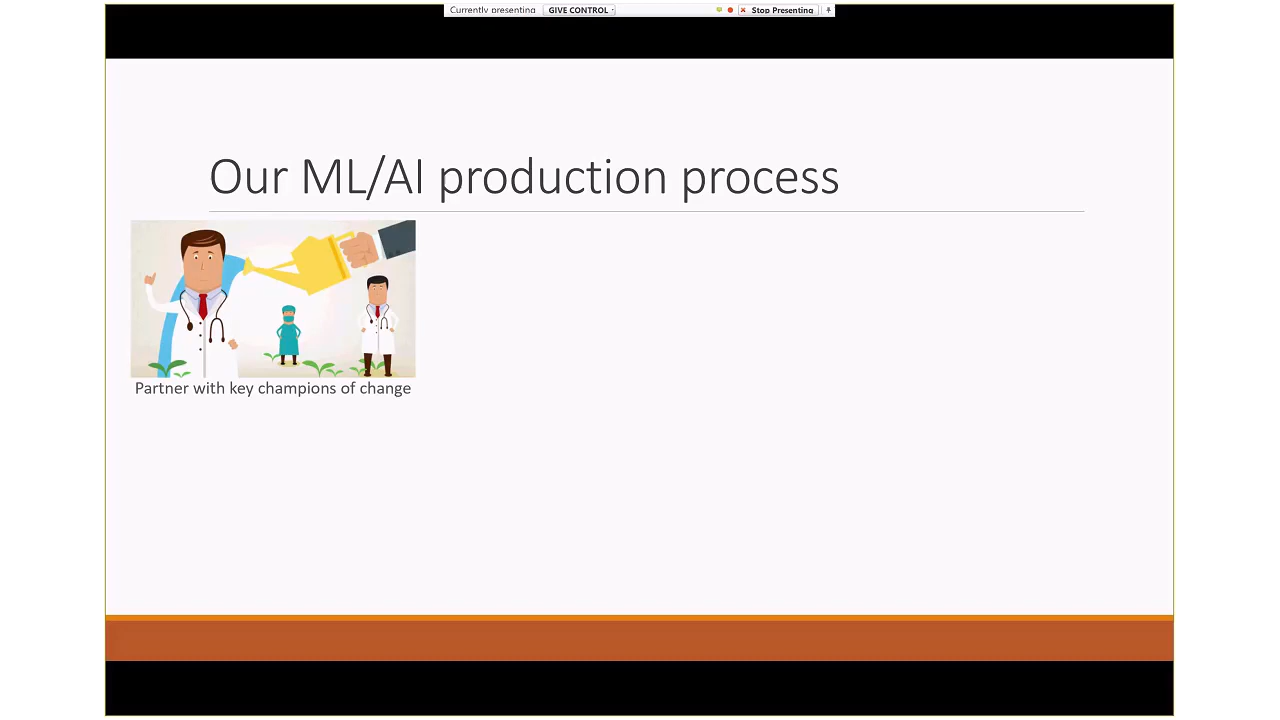 Currently presenting GIVE CONTROL Stop Presenting
Our ML/AI production process
Partner with key champions of change